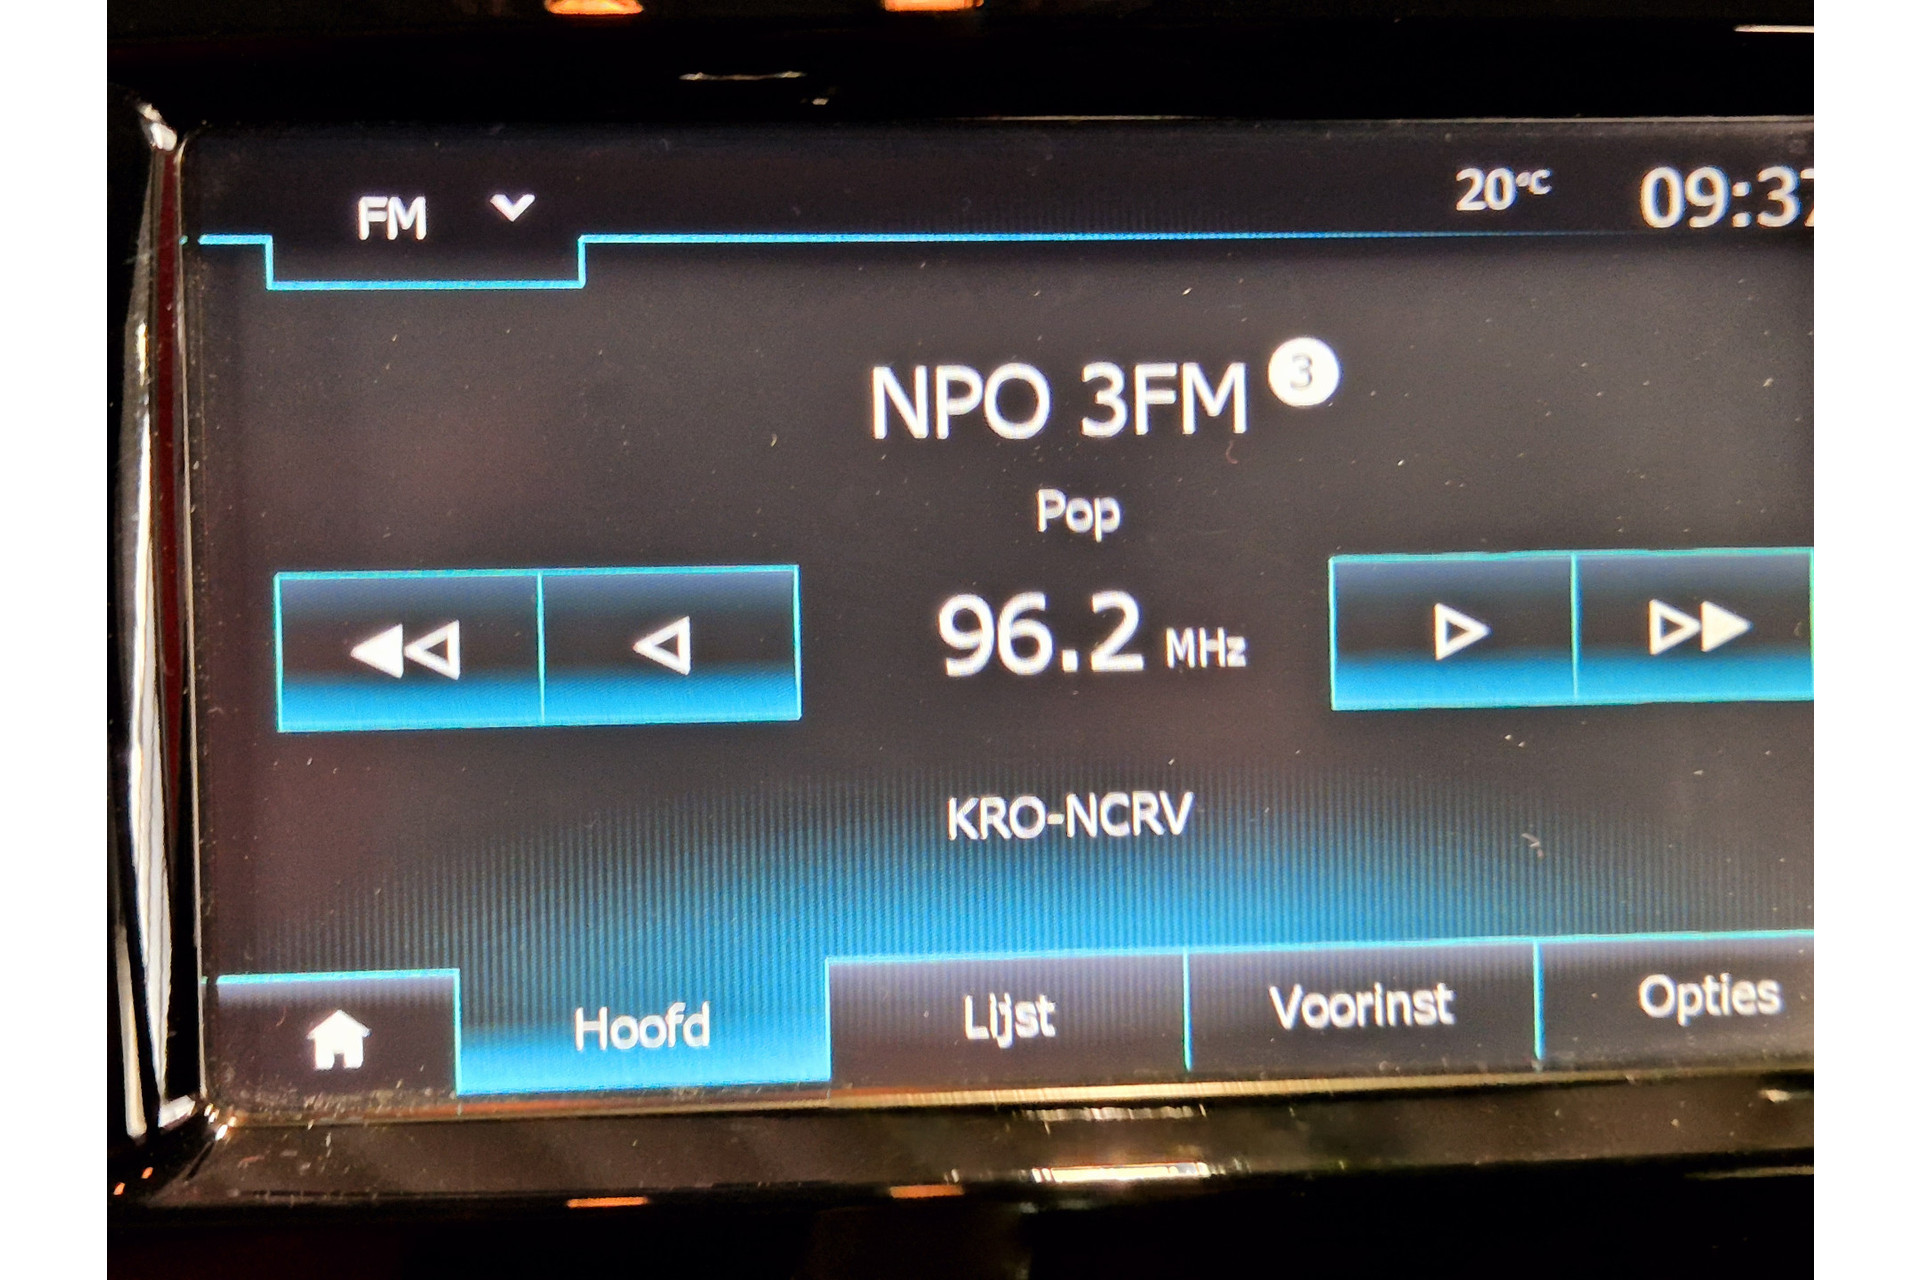 FM
20°C
09:37
NPO 3FM 3
Pop
96.2 MHz
KRO-NCRV
Hoofd
Lijst
Voorinst
Opties